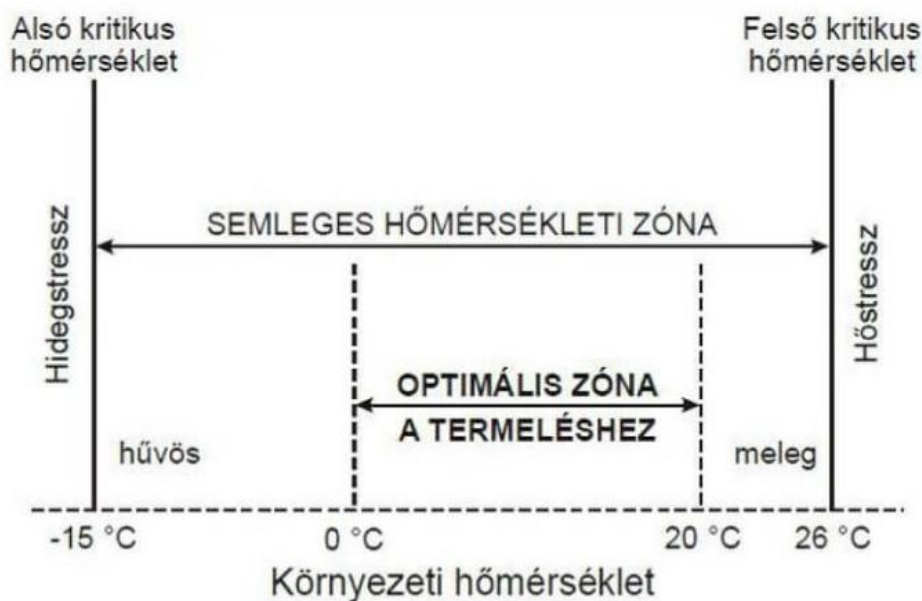 Alsó kritikus
hőmérséklet
Felső kritikus
hőmérséklet
Hidegstressz
SEMLEGES HŐMÉRSÉKLETI ZÓNA
Hőstressz
OPTIMÁLIS ZÓNA
A TERMELÉSHEZ
hűvös
meleg
-15 °C
0 °C
20 °C
26 °C
Környezeti hőmérséklet